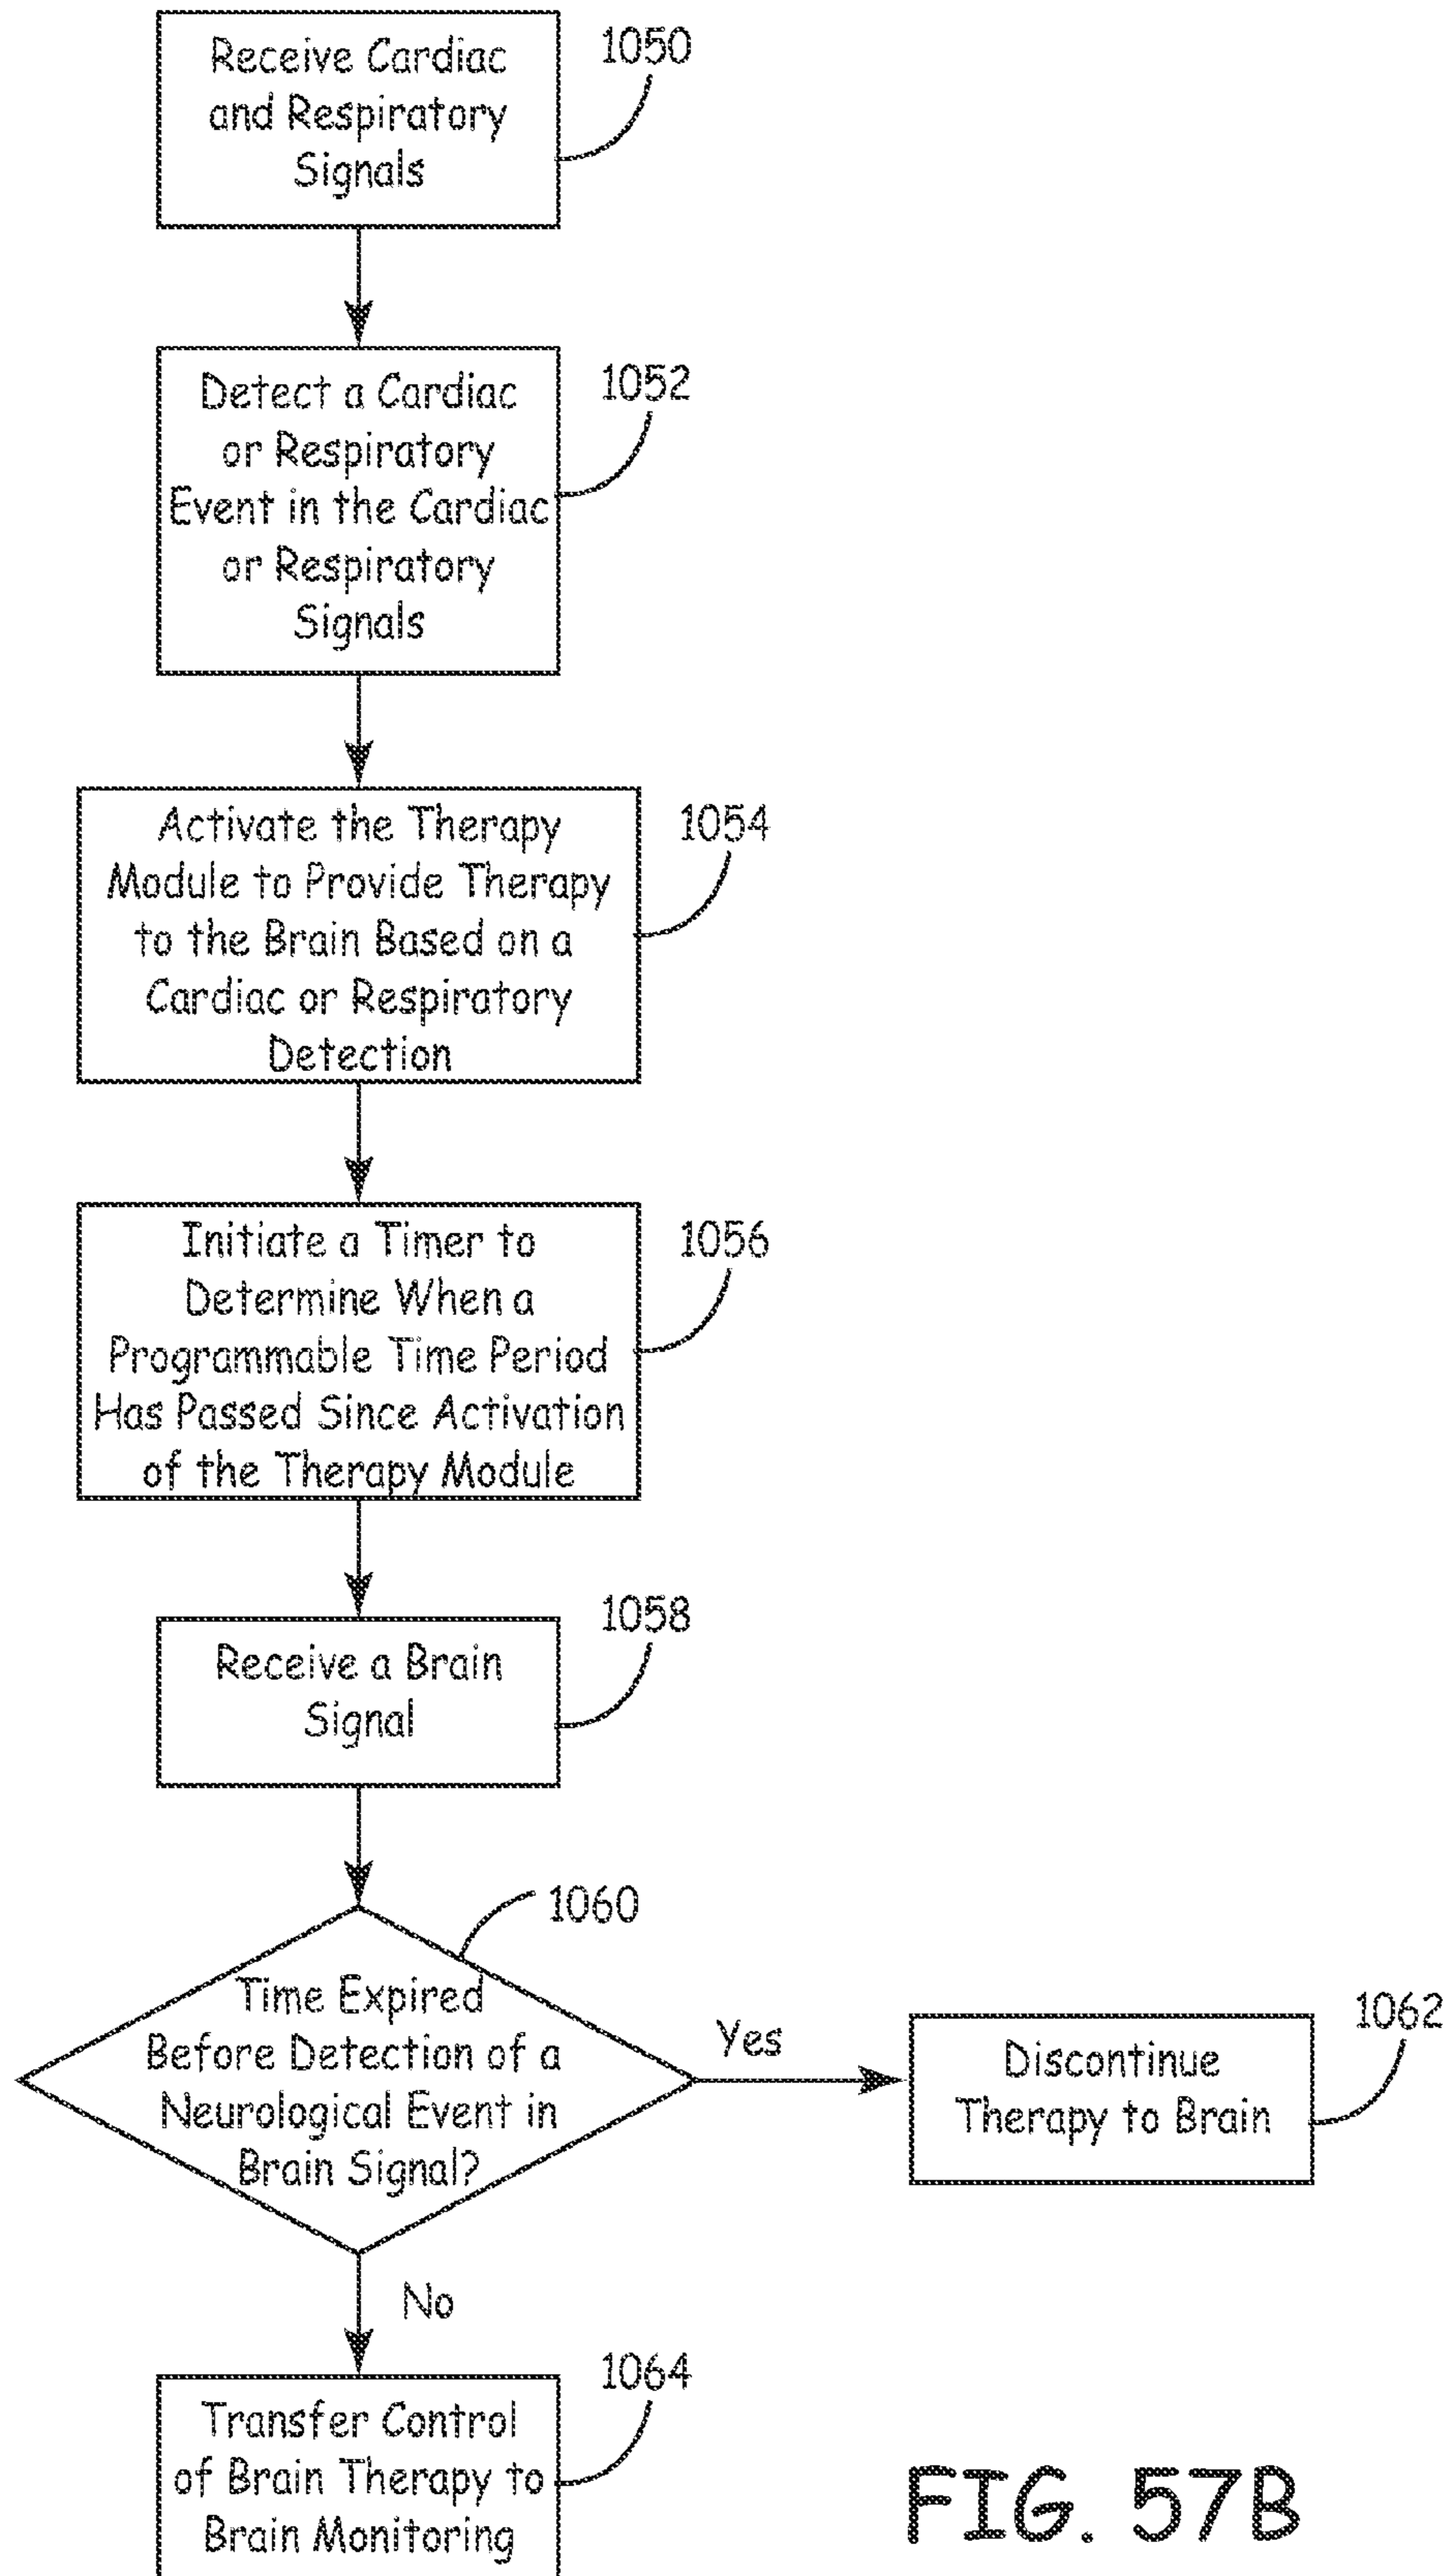 Receive Cardiac
and Respiratory
Signals
1050
Detect a Cardiac
or Respiratory
Event in the Cardiac
or Respiratory
Signals
1052
Activate the Therapy
Module to Provide Therapy
to the Brain Based on a
Cardiac or Respiratory
Detection
1054
Initiate a Timer to
Determine When a
Programmable Time Period
Has Passed Since Activation
of the Therapy Module
1056
Receive a Brain
Signal
1058
1060
Time Expired
Before Detection of a
Neurological Event in
Brain Signal?
Yes
Discontinue
Therapy to Brain
1062
No
Transfer Control
of Brain Therapy to
Brain Monitoring
1064
FIG. 57B